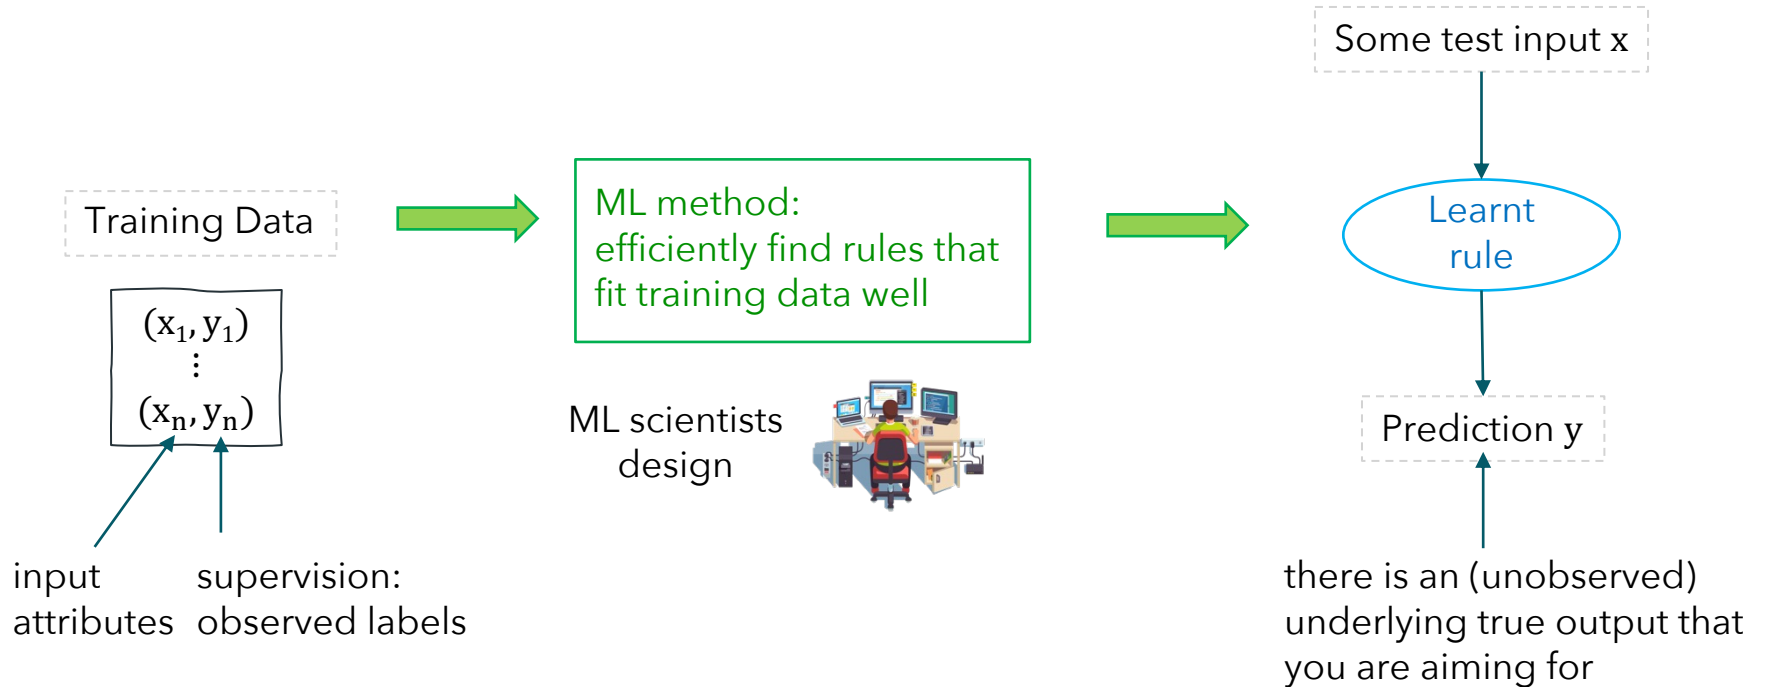 Training Data
(x₁, y₁)
⋮
(xₙ, yₙ)
input
attributes
supervision:
observed labels
ML method:
efficiently find rules that
fit training data well
ML scientists
design
Some test input x
Learnt
rule
Prediction y
there is an (unobserved)
underlying true output that
you are aiming for